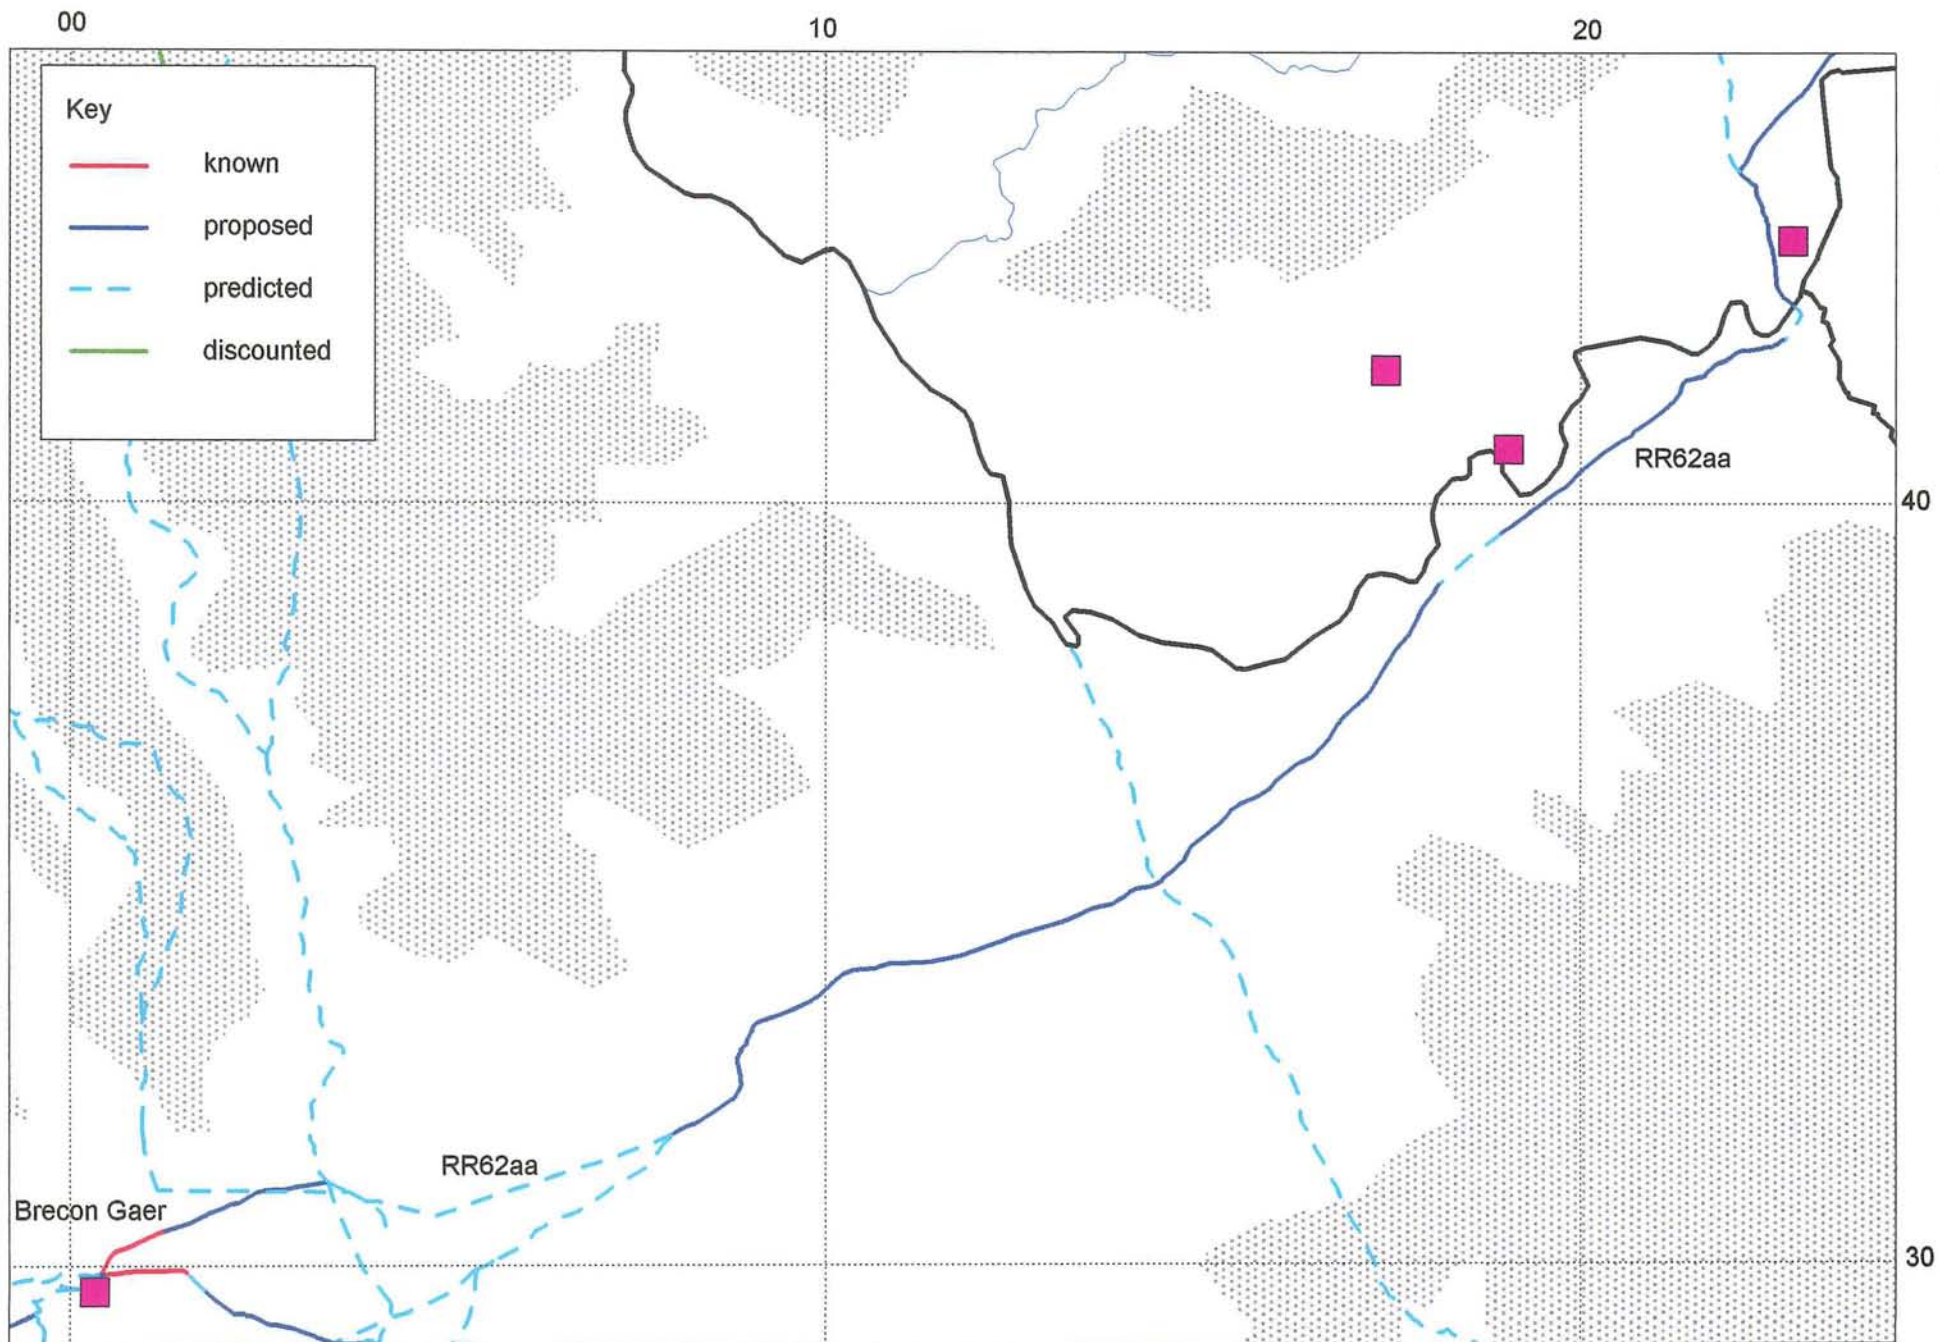 00
10
20
Key
known
proposed
predicted
discounted
RR62aa
40
RR62aa
Brecon Gaer
30